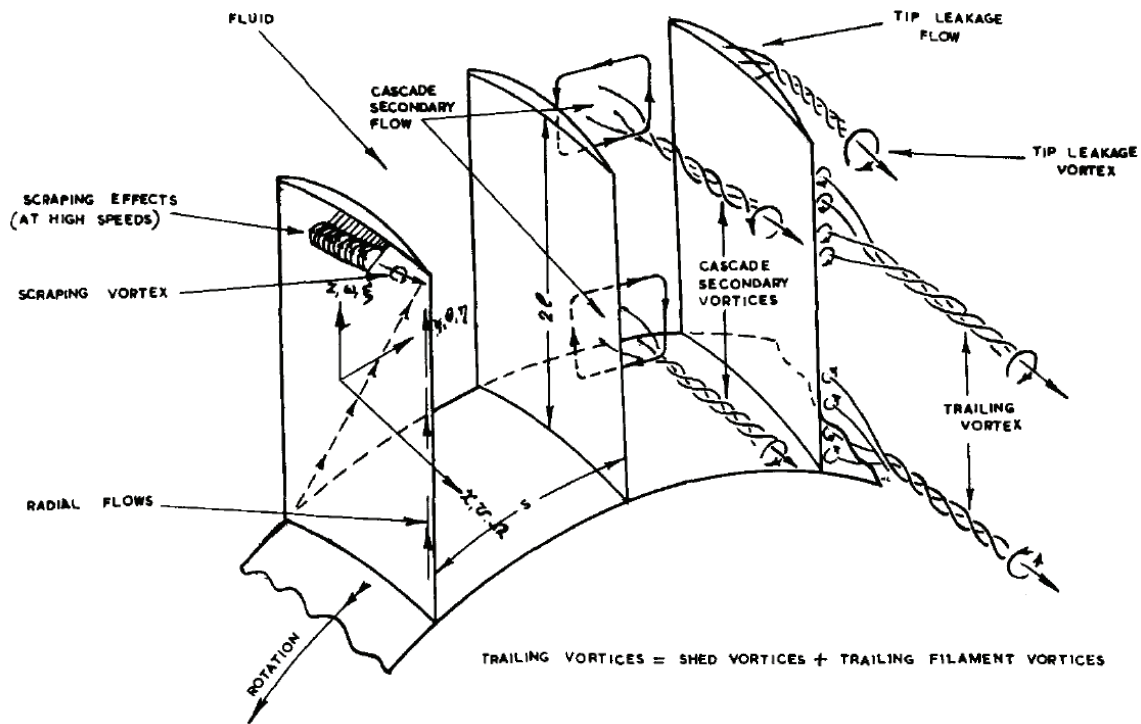 FLUID
TIP LEAKAGE
FLOW
CASCADE
SECONDARY
FLOW
TIP LEAKAGE
VORTEX
SCRAPING EFFECTS
(AT HIGH SPEEDS)
SCRAPING VORTEX
CASCADE
SECONDARY
VORTICES
2ℓ
TRAILING
VORTEX
RADIAL FLOWS
S
ROTATION
TRAILING VORTICES = SHED VORTICES + TRAILING FILAMENT VORTICES